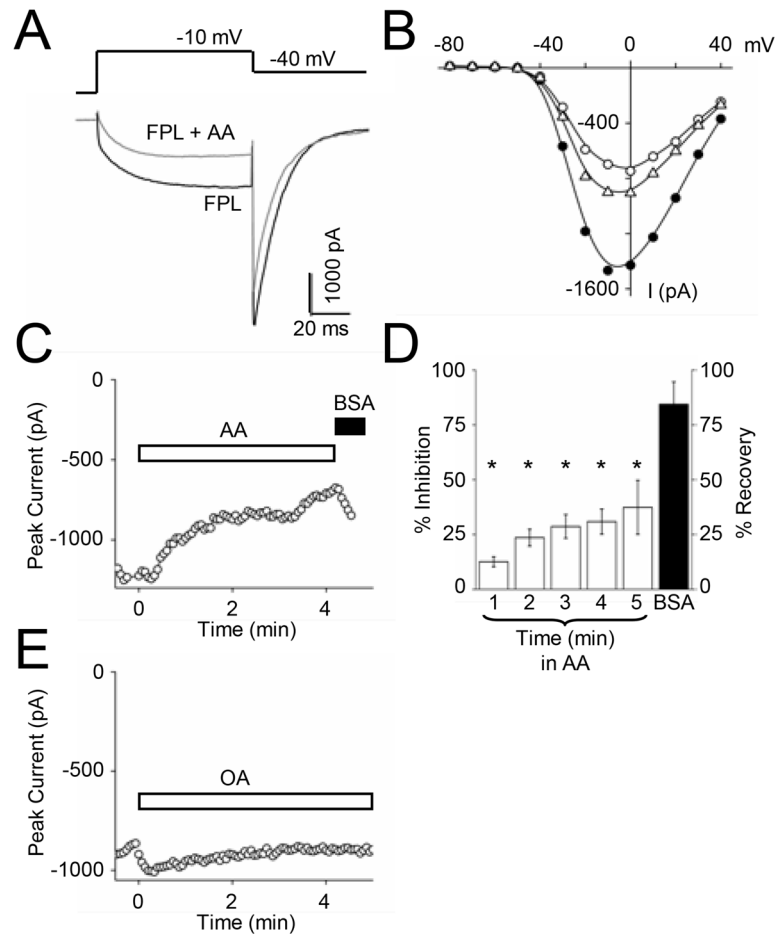 A
-10 mV
-40 mV
FPL + AA
FPL
1000 pA
20 ms
B
-80 -40 0 40 mV
-400
-1600
I (pA)
C
0
-500
-1000
Peak Current (pA)
AA
BSA
0 2 4
Time (min)
D
100 100
75 75
50 50
25 25
0 0
% Inhibition
% Recovery
* * * * *
1 2 3 4 5 BSA
Time (min)
in AA
E
0
-500
-1000
Peak Current (pA)
OA
0 2 4
Time (min)